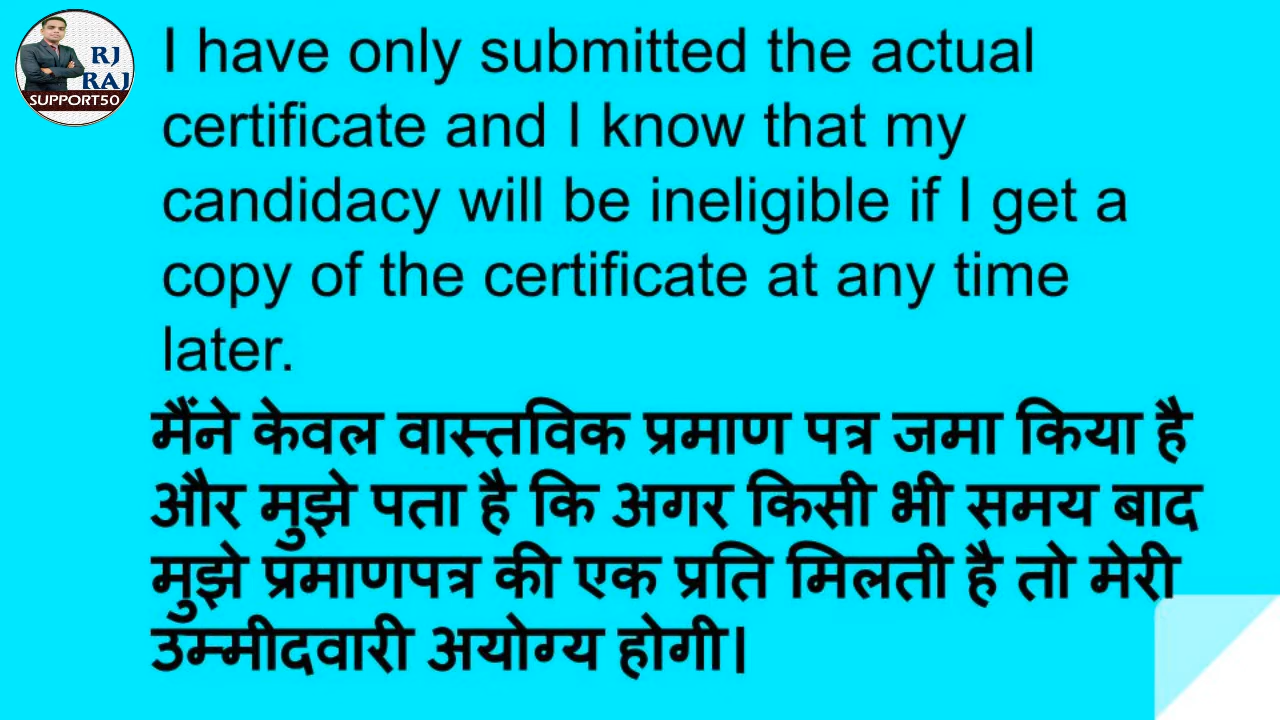 RJ
RAJ
SUPPORT50
I have only submitted the actual
certificate and I know that my
candidacy will be ineligible if I get a
copy of the certificate at any time
later.
मैंने केवल वास्तविक प्रमाण पत्र जमा किया है
और मुझे पता है कि अगर किसी भी समय बाद
मुझे प्रमाणपत्र की एक प्रति मिलती है तो मेरी
उम्मीदवारी अयोग्य होगी।